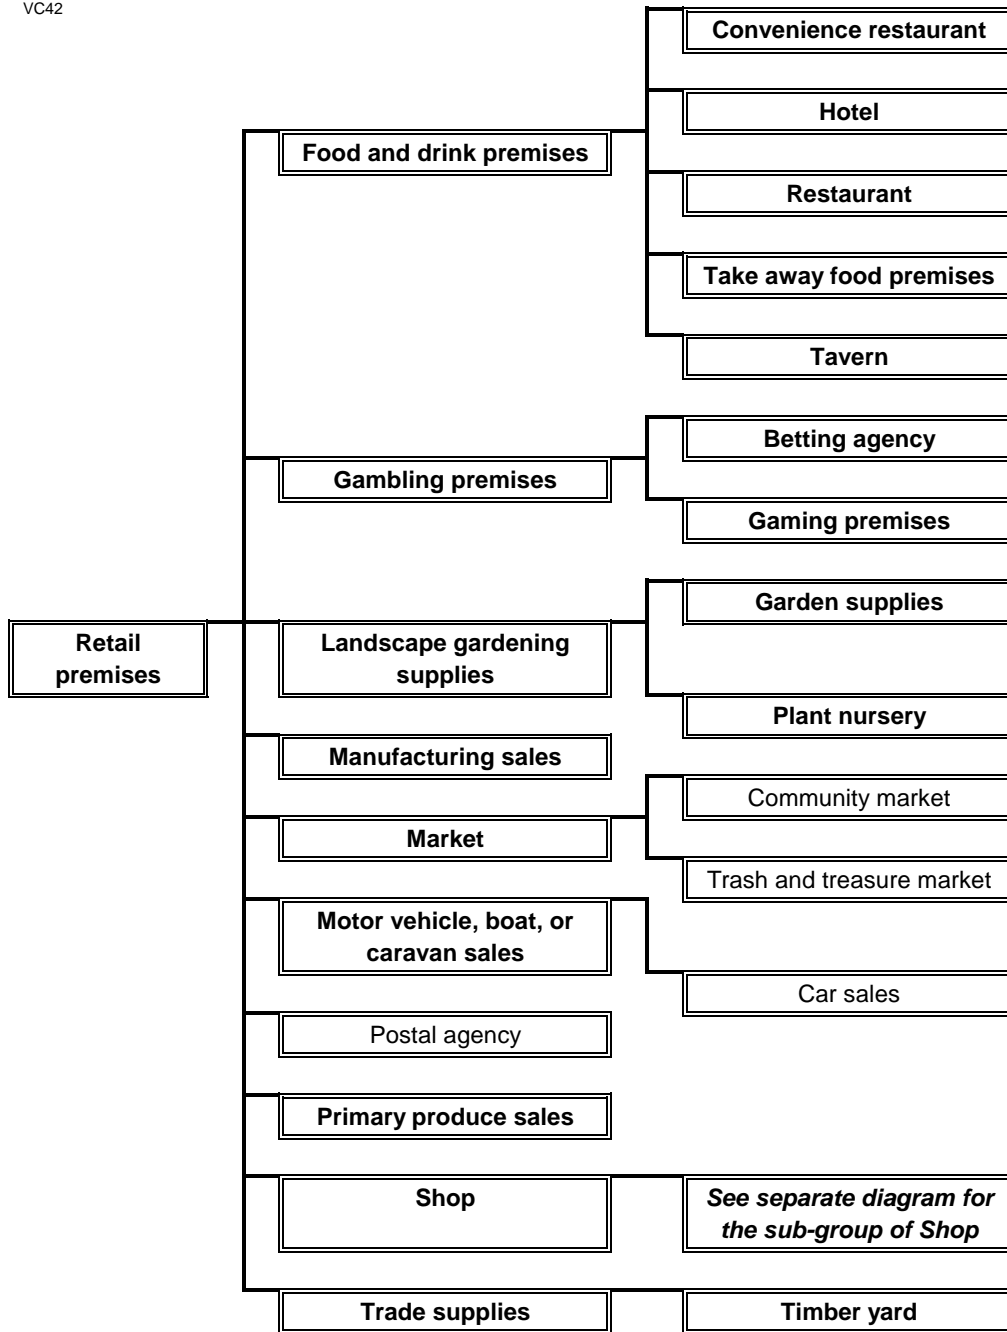 VC42
Convenience restaurant
Hotel
Food and drink premises
Restaurant
Take away food premises
Tavern
Betting agency
Gambling premises
Gaming premises
Garden supplies
Retail
premises
Landscape gardening
supplies
Plant nursery
Manufacturing sales
Community market
Market
Trash and treasure market
Motor vehicle, boat, or
caravan sales
Car sales
Postal agency
Primary produce sales
Shop
See separate diagram for
the sub-group of Shop
Trade supplies
Timber yard